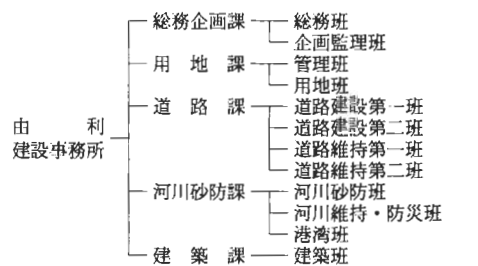 由利
建設事務所
総務企画課
総務班
企画監理班
用地課
管理班
用地班
道路課
道路建設第一班
道路建設第二班
道路維持第一班
道路維持第二班
河川砂防課
河川砂防班
河川維持・防災班
港湾班
建築課
建築班